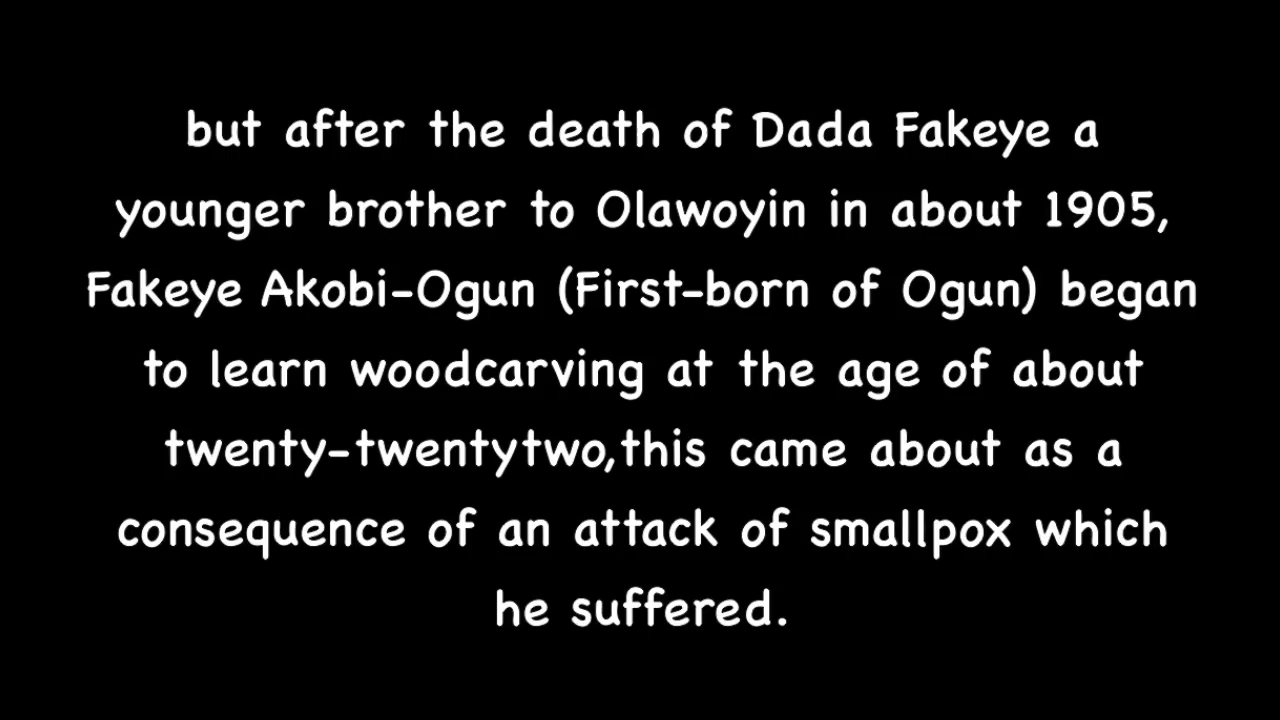 but after the death of Dada Fakeye a
younger brother to Olawoyin in about 1905,
Fakeye Akobi-Ogun (First-born of Ogun) began
to learn woodcarving at the age of about
twenty-twentytwo,this came about as a
consequence of an attack of smallpox which
he suffered.